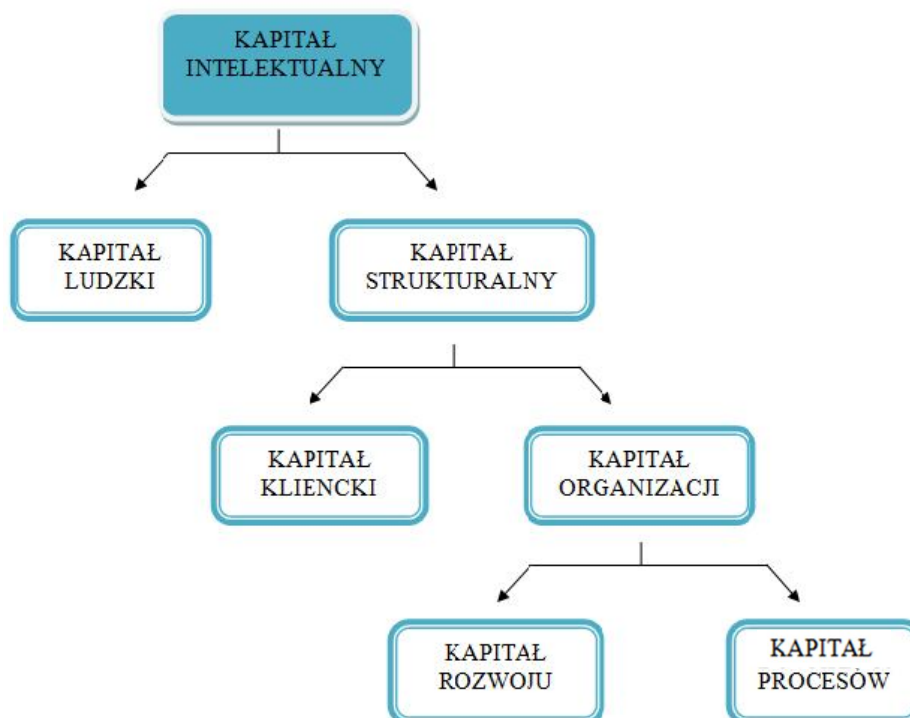 KAPITAŁ
INTELEKTUALNY
KAPITAŁ
LUDZKI
KAPITAŁ
STRUKTURALNY
KAPITAŁ
KLIENCKI
KAPITAŁ
ORGANIZACJI
KAPITAŁ
ROZWOJU
KAPITAŁ
PROCESÓW